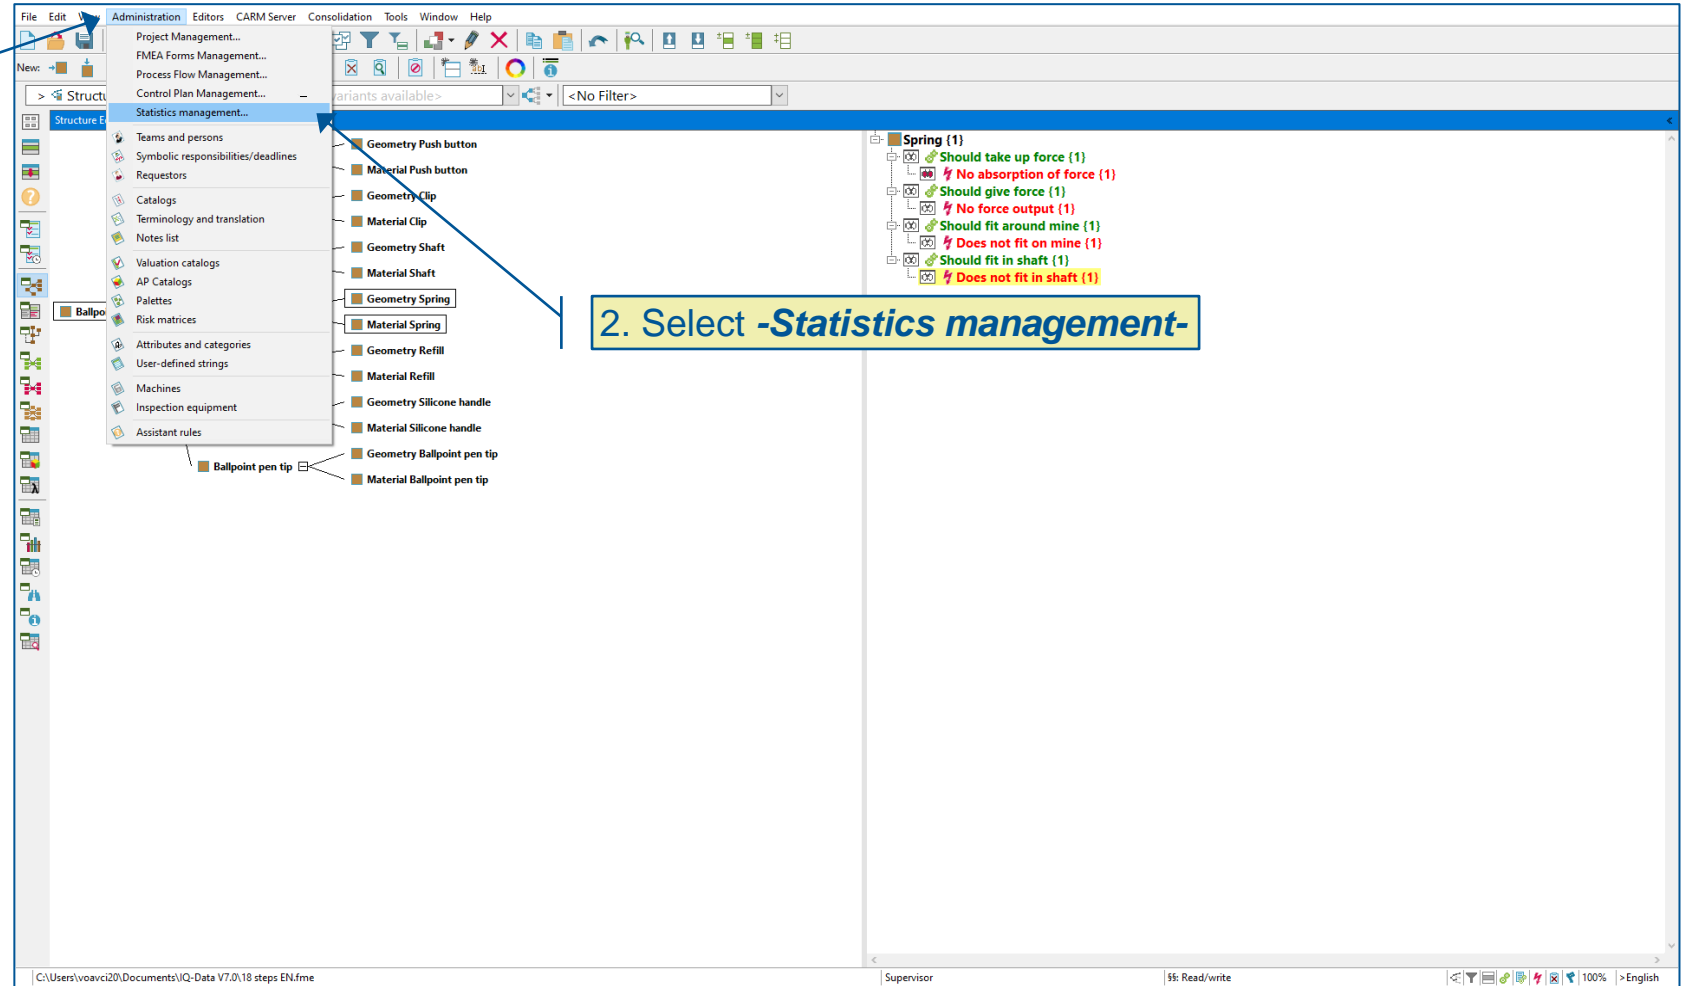 File Edit Administration Editors CARM Server Consolidation Tools Window Help
Project Management...
FMEA Forms Management...
Process Flow Management...
New:
Control Plan Management...
> Structu
variants available>
<No Filter>
Statistics management...
Structure E
Teams and persons
Symbolic responsibilities/deadlines
Requestors
Catalogs
Terminology and translation
Notes list
Valuation catalogs
AP Catalogs
Palettes
Risk matrices
Attributes and categories
User-defined strings
Machines
Inspection equipment
Assistant rules
Ballpo
Ballpoint pen tip
Geometry Push button
Material Push button
Geometry Clip
Material Clip
Geometry Shaft
Material Shaft
Geometry Spring
Material Spring
Geometry Refill
Material Refill
Geometry Silicone handle
Material Silicone handle
Geometry Ballpoint pen tip
Material Ballpoint pen tip
Spring {1}
Should take up force {1}
No absorption of force {1}
Should give force {1}
No force output {1}
Should fit around mine {1}
Does not fit on mine {1}
Should fit in shaft {1}
Does not fit in shaft {1}
2. Select -Statistics management-
C:\Users\voavci20\Documents\IQ-Data V7.0\18 steps EN.fme
Supervisor
§§: Read/write
100%
>English